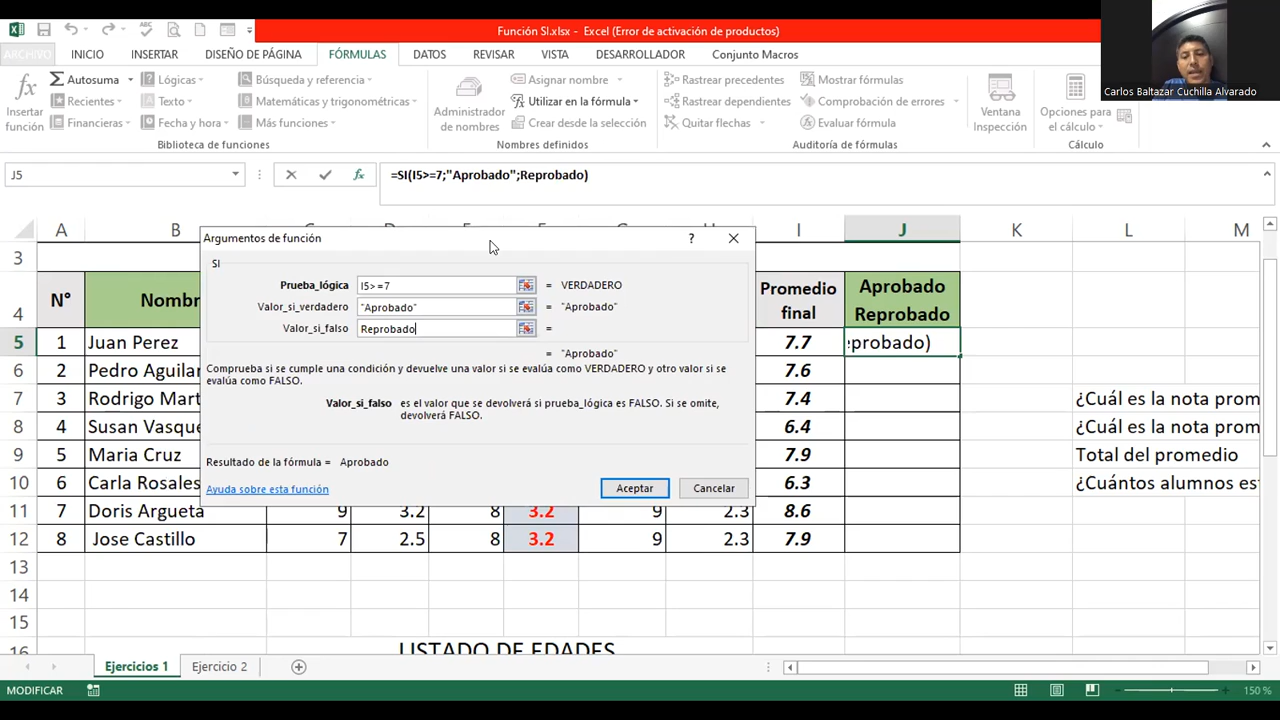 Función SI.xlsx - Excel (Error de activación de productos)
ARCHIVO INICIO INSERTAR DISEÑO DE PÁGINA FÓRMULAS DATOS REVISAR VISTA DESARROLLADOR Conjunto Macros
Carlos Baltazar Cuchilla Alvarado
Insertar función
Autosuma
Recientes
Financieras
Lógicas
Texto
Fecha y hora
Búsqueda y referencia
Matemáticas y trigonométricas
Más funciones
Biblioteca de funciones
Administrador de nombres
Asignar nombre
Utilizar en la fórmula
Crear desde la selección
Nombres definidos
Rastrear precedentes
Rastrear dependientes
Quitar flechas
Mostrar fórmulas
Comprobación de errores
Evaluar fórmula
Auditoría de fórmulas
Ventana Inspección
Opciones para el cálculo
Cálculo
J5 fx =SI(I5>=7;"Aprobado";Reprobado)
A B I J K L M
3
4 N° Nomb Promedio final Aprobado Reprobado
5 1 Juan Perez 7.7 eprobado)
6 2 Pedro Aguilar 7.6
7 3 Rodrigo Mart 7.4 ¿Cuál es la nota prom
8 4 Susan Vasque 6.4 ¿Cuál es la nota prom
9 5 Maria Cruz 7.9 Total del promedio
10 6 Carla Rosales 6.3 ¿Cuántos alumnos es
11 7 Doris Argueta 9 3.2 8 3.2 9 2.3 8.6
12 8 Jose Castillo 7 2.5 8 3.2 9 2.3 7.9
13
14
15
16 LISTADO DE EDADES
Argumentos de función ?
SI
Prueba_lógica I5>=7 = VERDADERO
Valor_si_verdadero "Aprobado" = "Aprobado"
Valor_si_falso Reprobado =
= "Aprobado"
Comprueba si se cumple una condición y devuelve una valor si se evalúa como VERDADERO y otro valor si se
evalúa como FALSO.
Valor_si_falso es el valor que se devolverá si prueba_lógica es FALSO. Si se omite,
devolverá FALSO.
Resultado de la fórmula = Aprobado
Ayuda sobre esta función Aceptar Cancelar
Ejercicios 1 Ejercicio 2
MODIFICAR 150 %